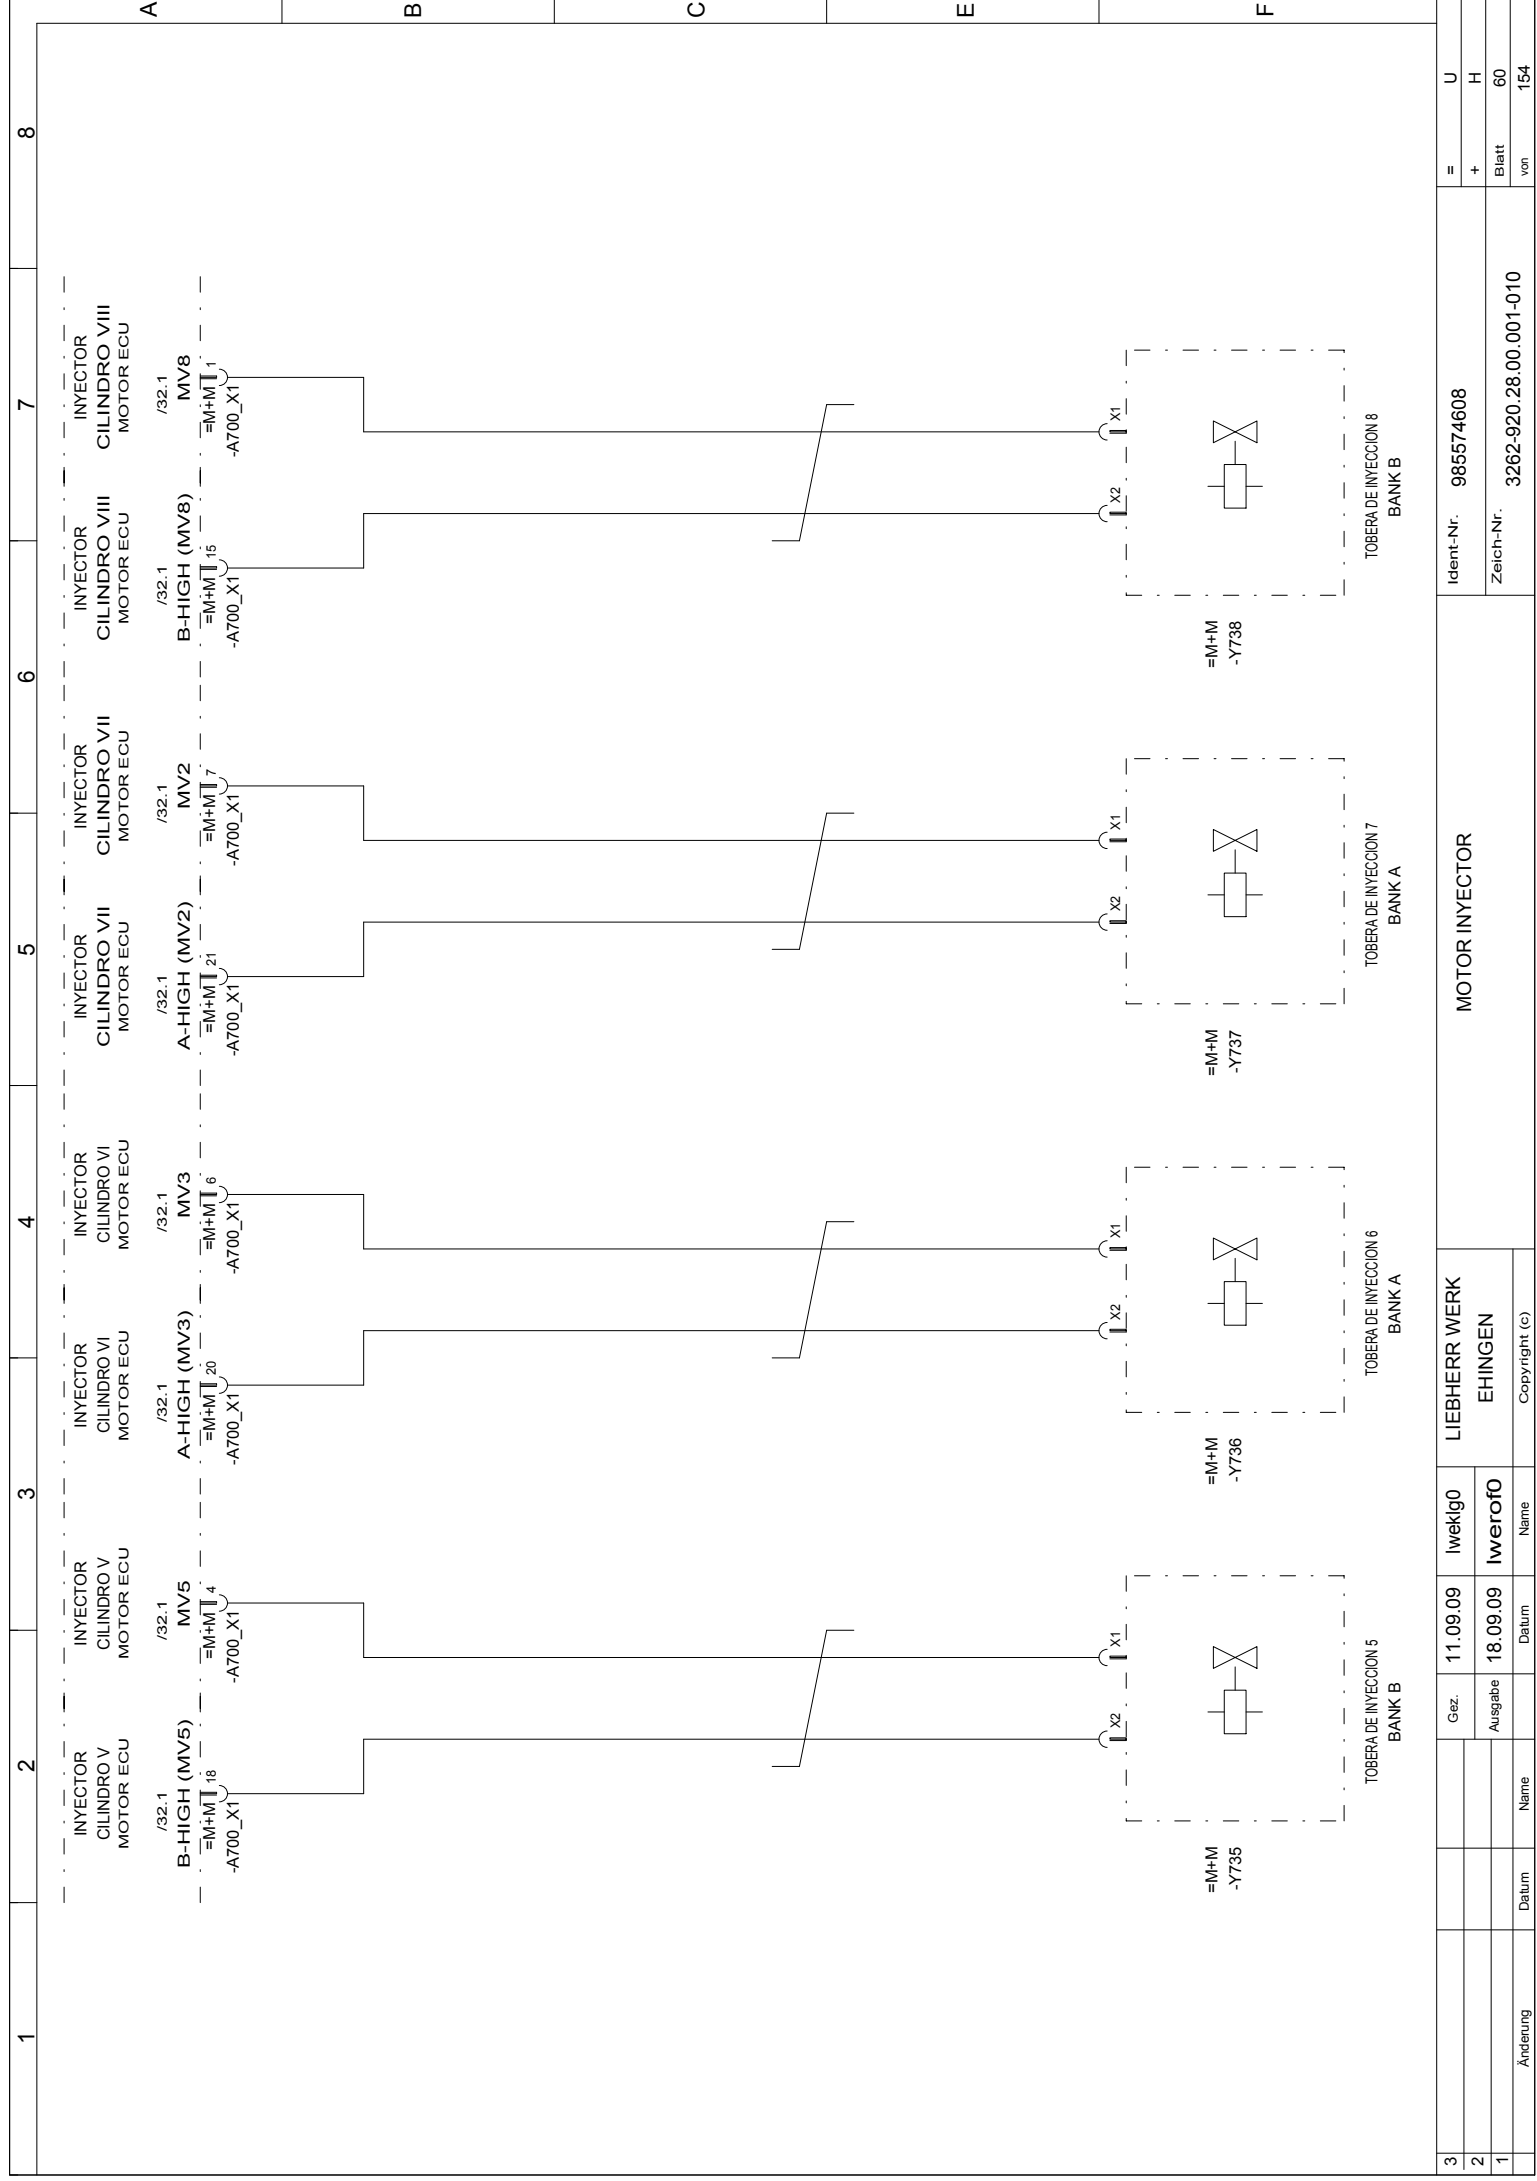 1
2
3
4
5
6
7
8
A
B
C
E
F
INYECTOR
CILINDRO V
MOTOR ECU
/32.1
B-HIGH (MV5)
=M+M 18
-A700_X1
INYECTOR
CILINDRO V
MOTOR ECU
/32.1
MV5
=M+M 4
-A700_X1
INYECTOR
CILINDRO VI
MOTOR ECU
/32.1
A-HIGH (MV3)
=M+M 20
-A700_X1
INYECTOR
CILINDRO VI
MOTOR ECU
/32.1
MV3
=M+M 6
-A700_X1
INYECTOR
CILINDRO VII
MOTOR ECU
/32.1
A-HIGH (MV2)
=M+M 21
-A700_X1
INYECTOR
CILINDRO VII
MOTOR ECU
/32.1
MV2
=M+M 7
-A700_X1
INYECTOR
CILINDRO VIII
MOTOR ECU
/32.1
B-HIGH (MV8)
=M+M 15
-A700_X1
INYECTOR
CILINDRO VIII
MOTOR ECU
/32.1
MV8
=M+M 1
-A700_X1
X2
X1
=M+M
-Y735
TOBERA DE INYECCION 5
BANK B
X2
X1
=M+M
-Y736
TOBERA DE INYECCION 6
BANK A
X2
X1
=M+M
-Y737
TOBERA DE INYECCION 7
BANK A
X2
X1
=M+M
-Y738
TOBERA DE INYECCION 8
BANK B
3
2
1
Änderung
Datum
Name
Gez.
11.09.09
lweklg0
Ausgabe
18.09.09
lwerof0
Datum
Name
LIEBHERR WERK
EHINGEN
Copyright (c)
MOTOR INYECTOR
Ident-Nr. 985574608
Zeich-Nr. 3262-920.28.00.001-010
= U
+ H
Blatt 60
von 154